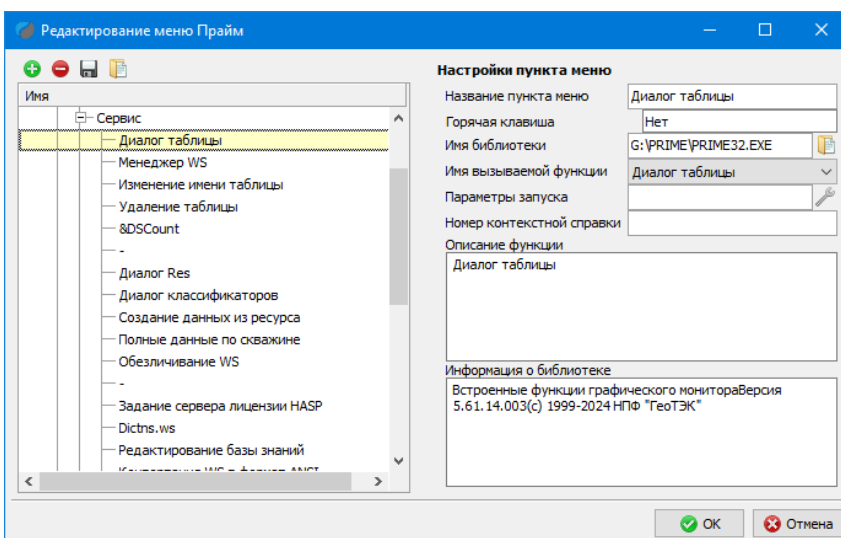 Редактирование меню Прайм
Имя
Сервис
Диалог таблицы
Менеджер WS
Изменение имени таблицы
Удаление таблицы
&DSCount
-
Диалог Res
Диалог классификаторов
Создание данных из ресурса
Полные данные по скважине
Обезличивание WS
-
Задание сервера лицензии HASP
Dictns.ws
Редактирование базы знаний
Настройки пункта меню
Название пункта меню Диалог таблицы
Горячая клавиша Нет
Имя библиотеки G:\PRIME\PRIME32.EXE
Имя вызываемой функции Диалог таблицы
Параметры запуска
Номер контекстной справки
Описание функции
Диалог таблицы
Информация о библиотеке
Встроенные функции графического монитораВерсия
5.61.14.003(c) 1999-2024 НПФ "ГеоТЭК"
OK
Отмена